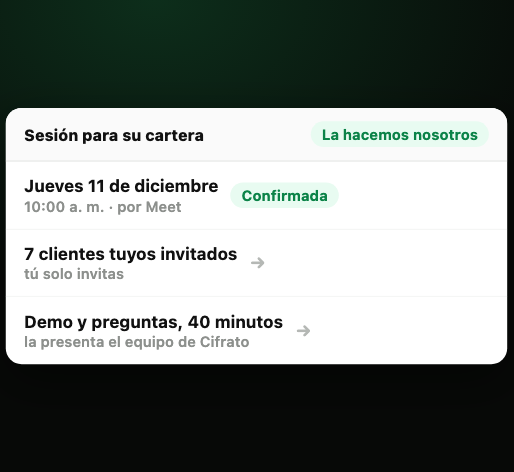 Sesión para su cartera
La hacemos nosotros
Jueves 11 de diciembre
Confirmada
10:00 a. m. · por Meet
7 clientes tuyos invitados →
tú solo invitas
Demo y preguntas, 40 minutos →
la presenta el equipo de Cifrato